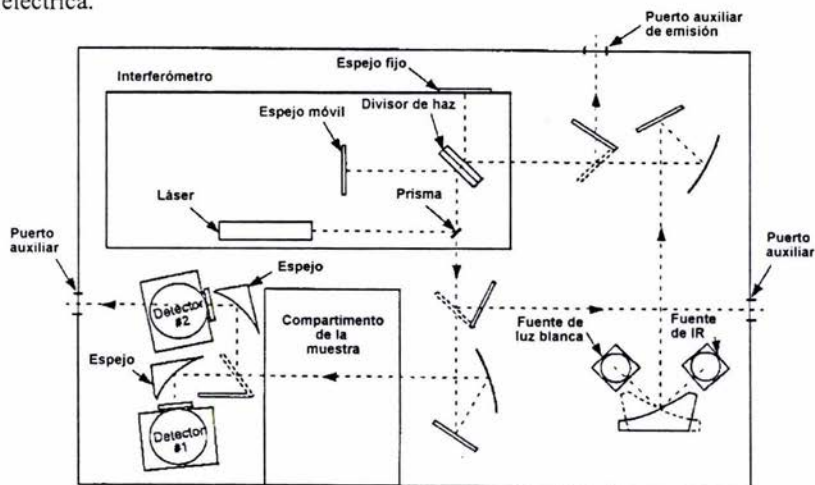 eléctrica.
Puerto auxiliar
de emisión
Espejo fijo
Interferómetro
Espejo móvil
Divisor de haz
Láser
Prisma
Puerto
auxiliar
Espejo
Puerto
auxiliar
Detector
#2
Compartimento
de la
muestra
Fuente de
luz blanca
Fuente
de IR
Espejo
Detector
#1